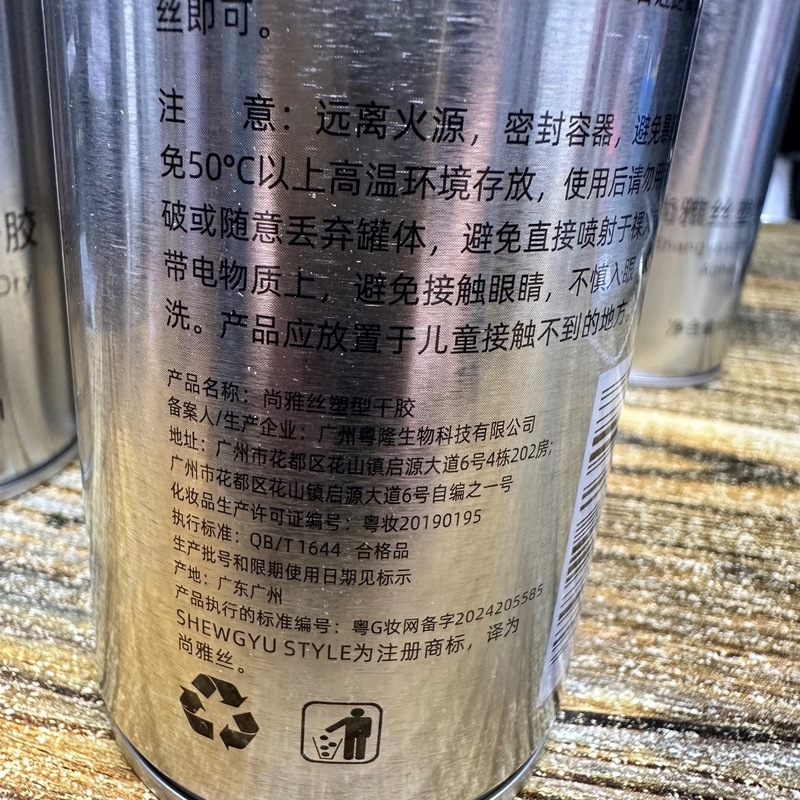 丝即可。
注 意：远离火源，密封容器，避免暴
免50℃以上高温环境存放，使用后请勿
破或随意丢弃罐体，避免直接喷射于
带电物质上，避免接触眼睛，不慎入眼
洗。产品应放置于儿童接触不到的地方
产品名称：尚雅丝塑型干胶
备案人/生产企业：广州粤隆生物科技有限公司
地址：广州市花都区花山镇启源大道6号4栋202房；
广州市花都区花山镇启源大道6号自编之一号
化妆品生产许可证编号：粤妆20190195
执行标准：QB/T 1644 合格品
生产批号和限期使用日期见标示
产地：广东广州
产品执行的标准编号：粤G妆网备字2024205585
SHEWGYU STYLE为注册商标，译为
尚雅丝。
干胶
Dry
尚雅丝塑
净含